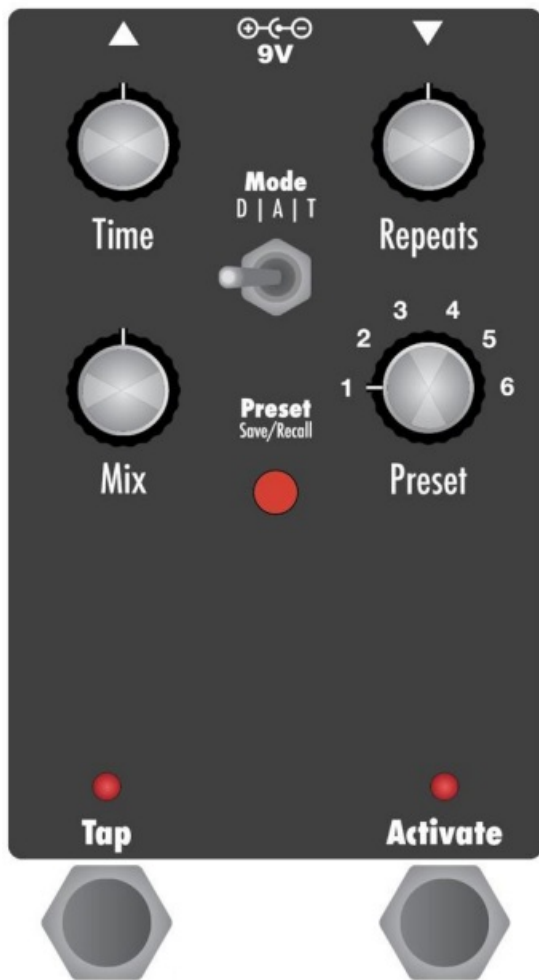 9V
Mode
D | A | T
Time
Repeats
1 2 3 4 5 6
Preset
Save/Recall
Mix
Preset
Tap
Activate